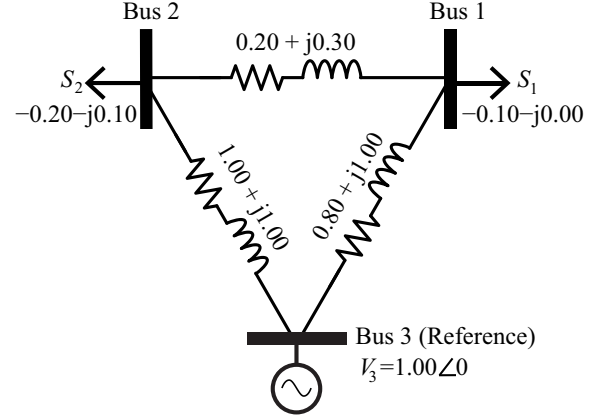 Bus 2
Bus 1
0.20 + j0.30
S₂
S₁
−0.20−j0.10
−0.10−j0.00
1.00 + j1.00
0.80 + j1.00
Bus 3 (Reference)
V₃=1.00∠0